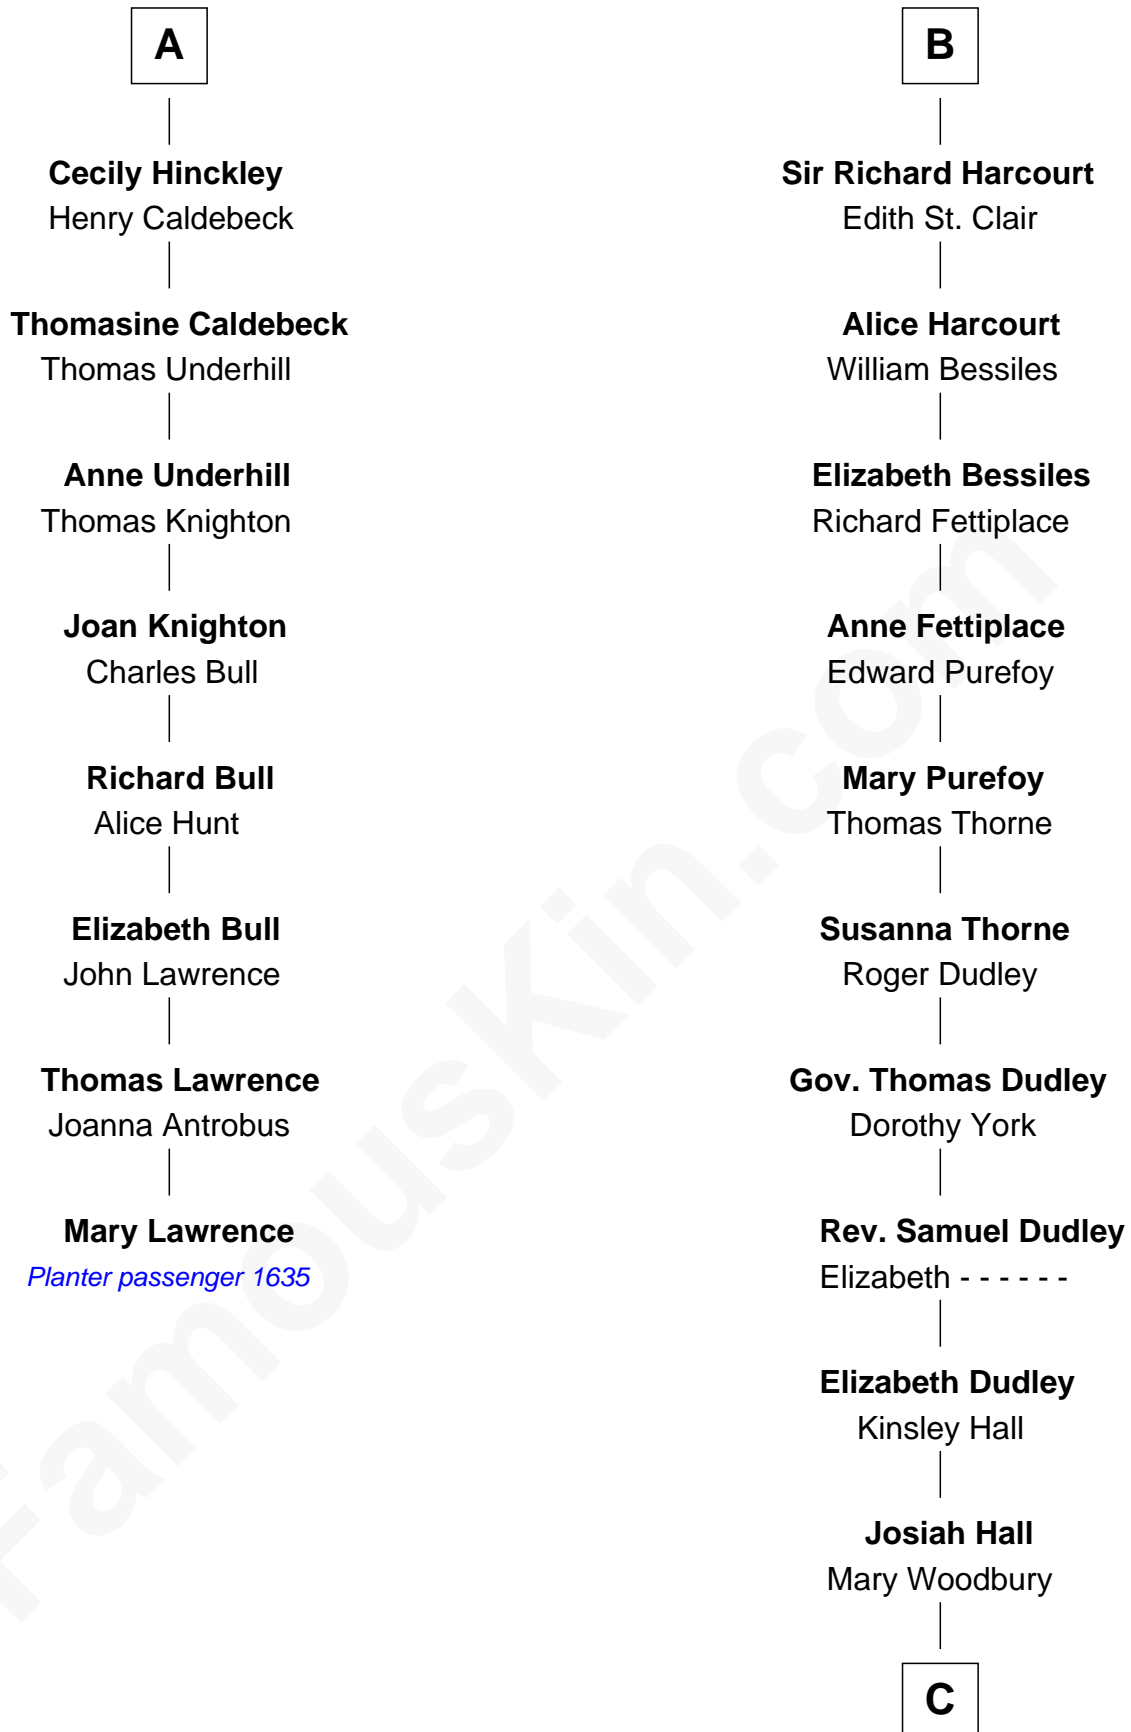 A
Cecily Hinckley
Henry Caldebeck
Thomasine Caldebeck
Thomas Underhill
Anne Underhill
Thomas Knighton
Joan Knighton
Charles Bull
Richard Bull
Alice Hunt
Elizabeth Bull
John Lawrence
Thomas Lawrence
Joanna Antrobus
Mary Lawrence
Planter passenger 1635
B
Sir Richard Harcourt
Edith St. Clair
Alice Harcourt
William Bessiles
Elizabeth Bessiles
Richard Fettiplace
Anne Fettiplace
Edward Purefoy
Mary Purefoy
Thomas Thorne
Susanna Thorne
Roger Dudley
Gov. Thomas Dudley
Dorothy York
Rev. Samuel Dudley
Elizabeth - - - - - -
Elizabeth Dudley
Kinsley Hall
Josiah Hall
Mary Woodbury
C
FamousKin.com